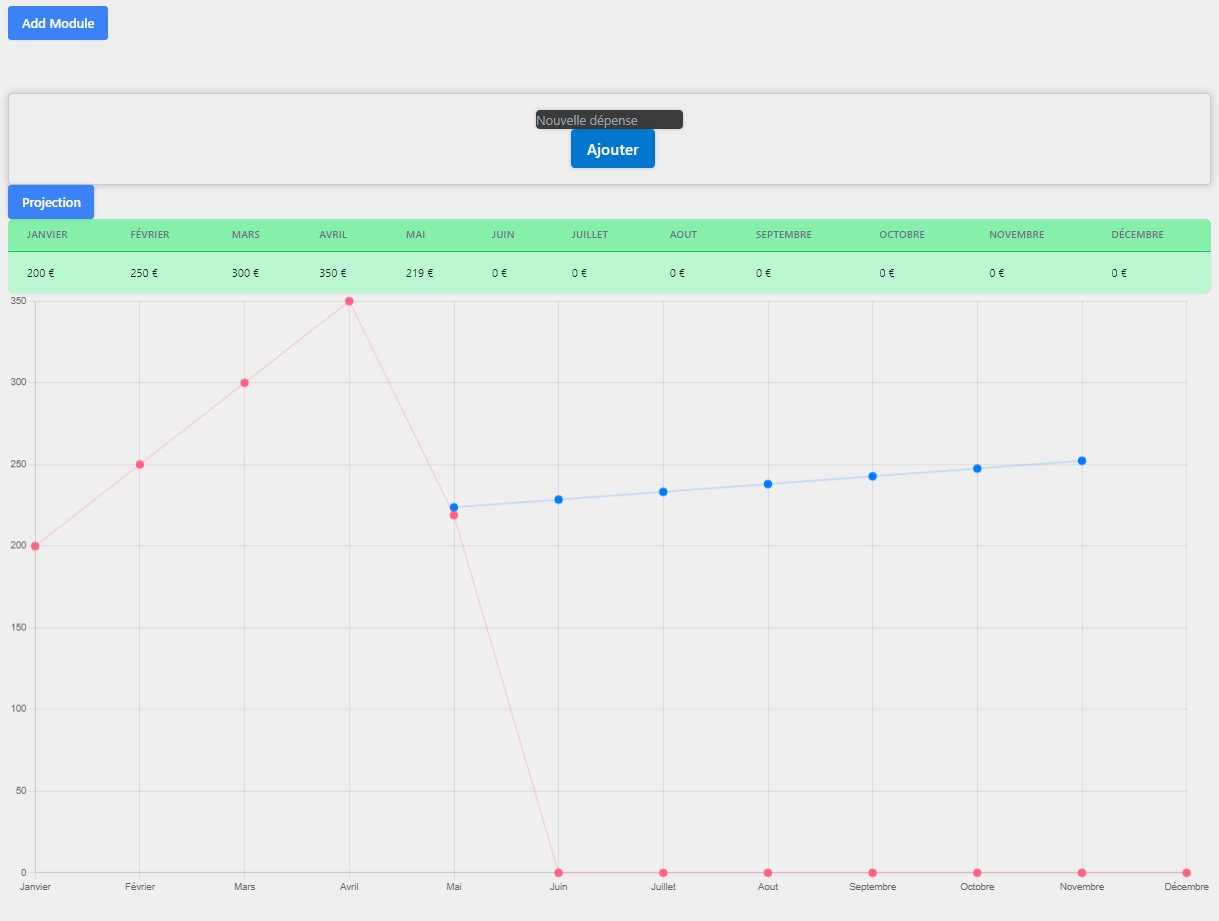 Add Module
Nouvelle dépense
Ajouter
Projection
JANVIER FÉVRIER MARS AVRIL MAI JUIN JUILLET AOUT SEPTEMBRE OCTOBRE NOVEMBRE DÉCEMBRE
200 € 250 € 300 € 350 € 219 € 0 € 0 € 0 € 0 € 0 € 0 € 0 €
350
300
250
200
150
100
50
0
Janvier Février Mars Avril Mai Juin Juillet Aout Septembre Octobre Novembre Décembre